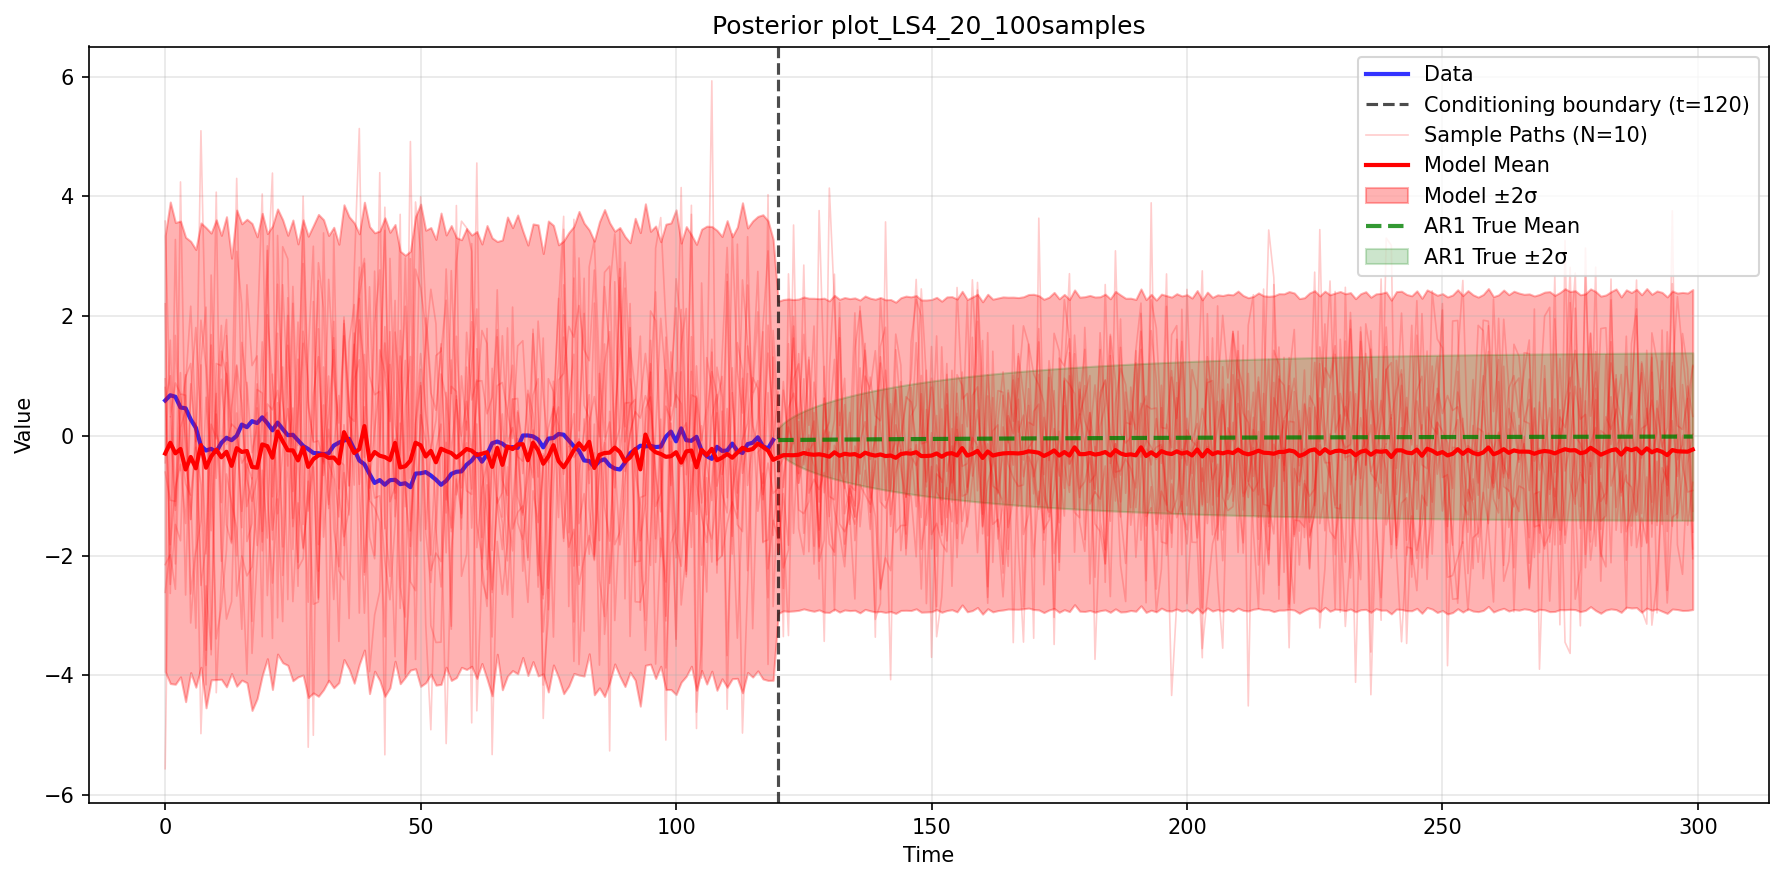 Posterior plot_LS4_20_100samples
Data
Conditioning boundary (t=120)
Sample Paths (N=10)
Model Mean
Model ±2σ
AR1 True Mean
AR1 True ±2σ
Value
6
4
2
0
−2
−4
−6
0
50
100
150
200
250
300
Time